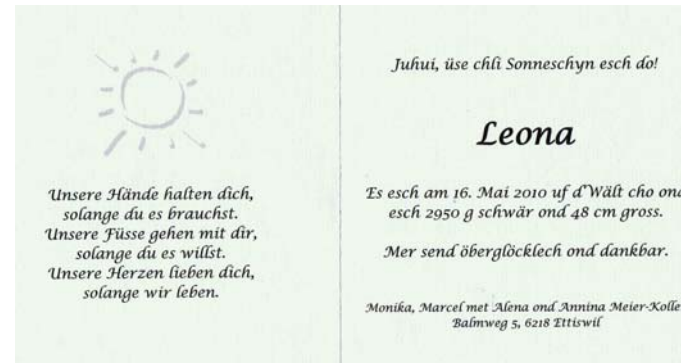 Unsere Hände halten dich,
solange du es brauchst.
Unsere Füsse gehen mit dir,
solange du es willst.
Unsere Herzen lieben dich,
solange wir leben.
Juhui, üse chli Sonneschyn esch do!
Leona
Es esch am 16. Mai 2010 uf d'Wält cho ond
esch 2950 g schwär ond 48 cm gross.
Mer send öberglöcklech ond dankbar.
Monika, Marcel met Alena ond Annina
Balmweg 5, 6218 Ettiswil